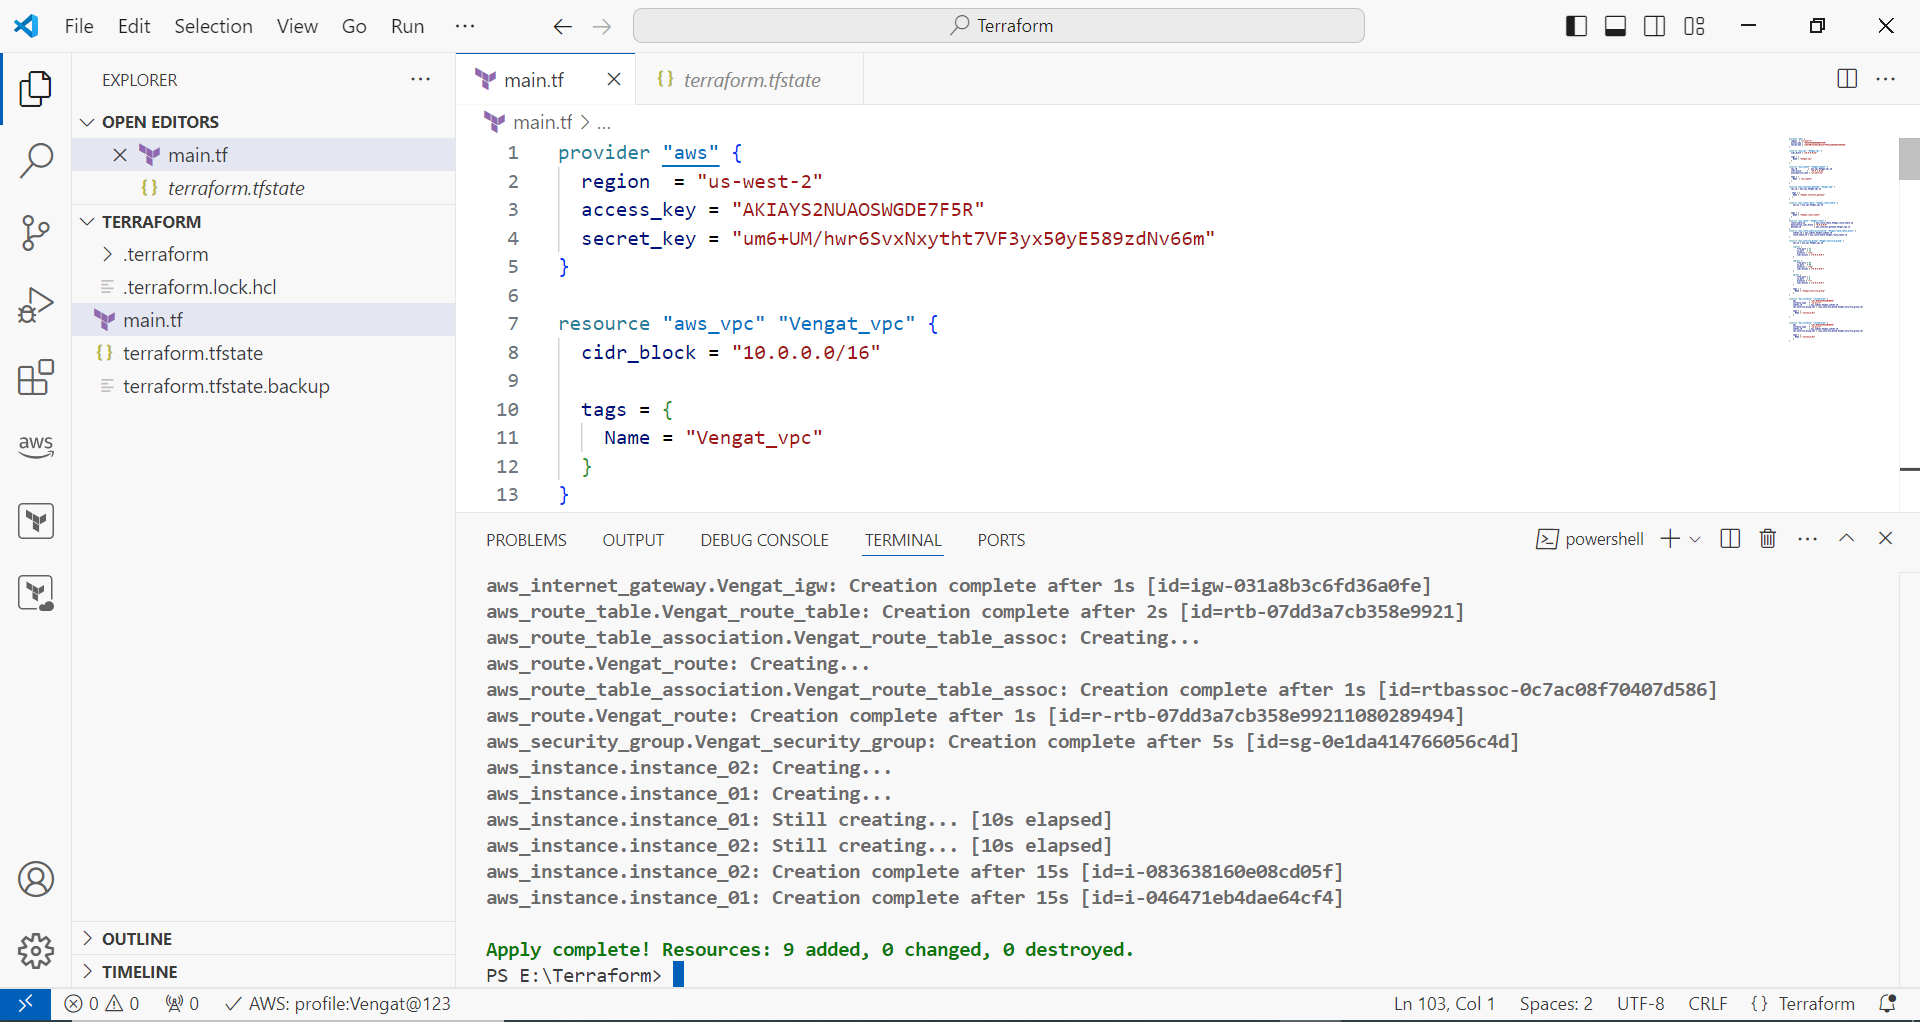 File Edit Selection View Go Run ···
Terraform
EXPLORER
OPEN EDITORS
main.tf
terraform.tfstate
TERRAFORM
.terraform
.terraform.lock.hcl
main.tf
terraform.tfstate
terraform.tfstate.backup
aws
OUTLINE
TIMELINE
main.tf
terraform.tfstate
main.tf > ...
1 provider "aws" {
2 region = "us-west-2"
3 access_key = "AKIAYS2NUAOSWGDE7F5R"
4 secret_key = "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"
5 }
6
7 resource "aws_vpc" "Vengat_vpc" {
8 cidr_block = "10.0.0.0/16"
9
10 tags = {
11 Name = "Vengat_vpc"
12 }
13 }
PROBLEMS OUTPUT DEBUG CONSOLE TERMINAL PORTS
powershell
aws_internet_gateway.Vengat_igw: Creation complete after 1s [id=igw-031a8b3c6fd36a0fe]
aws_route_table.Vengat_route_table: Creation complete after 2s [id=rtb-07dd3a7cb358e9921]
aws_route_table_association.Vengat_route_table_assoc: Creating...
aws_route.Vengat_route: Creating...
aws_route_table_association.Vengat_route_table_assoc: Creation complete after 1s [id=rtbassoc-0c7ac08f70407d586]
aws_route.Vengat_route: Creation complete after 1s [id=r-rtb-07dd3a7cb358e99211080289494]
aws_security_group.Vengat_security_group: Creation complete after 5s [id=sg-0e1da414766056c4d]
aws_instance.instance_02: Creating...
aws_instance.instance_01: Creating...
aws_instance.instance_01: Still creating... [10s elapsed]
aws_instance.instance_02: Still creating... [10s elapsed]
aws_instance.instance_02: Creation complete after 15s [id=i-083638160e08cd05f]
aws_instance.instance_01: Creation complete after 15s [id=i-046471eb4dae64cf4]
Apply complete! Resources: 9 added, 0 changed, 0 destroyed.
PS E:\Terraform>
0 0 0 AWS: profile:Vengat@123
Ln 103, Col 1 Spaces: 2 UTF-8 CRLF {} Terraform